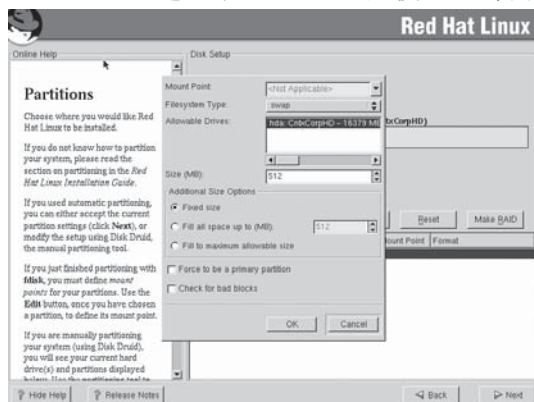 Red Hat Linux
Online Help
Disk Setup
Partitions
Choose where you would like Red
Hat Linux to be installed.
If you do not know how to partition
your system, please read the
section on partitioning in the Red
Hat Linux Installation Guide.
If you used automatic partitioning,
you can either accept the current
partition settings (click Next), or
modify the setup using Disk Druid,
the manual partitioning tool.
If you just finished partitioning with
fdisk, you must define mount
points for your partitions. Use the
Edit button, once you have chosen
a partition, to define its mount point.
If you are manually partitioning
your system (using Disk Druid),
you will see your current hard
drive(s) and partitions displayed
Mount Point:
<Not Applicable>
Filesystem Type:
swap
Allowable Drives:
hda: CntxCorpHD - 16379 MB
Size (MB):
512
Additional Size Options
Fixed size
Fill all space up to (MB):
512
Fill to maximum allowable size
Force to be a primary partition
Check for bad blocks
OK
Cancel
Reset
Make RAID
Mount Point
Format
Hide Help
Release Notes
Back
Next